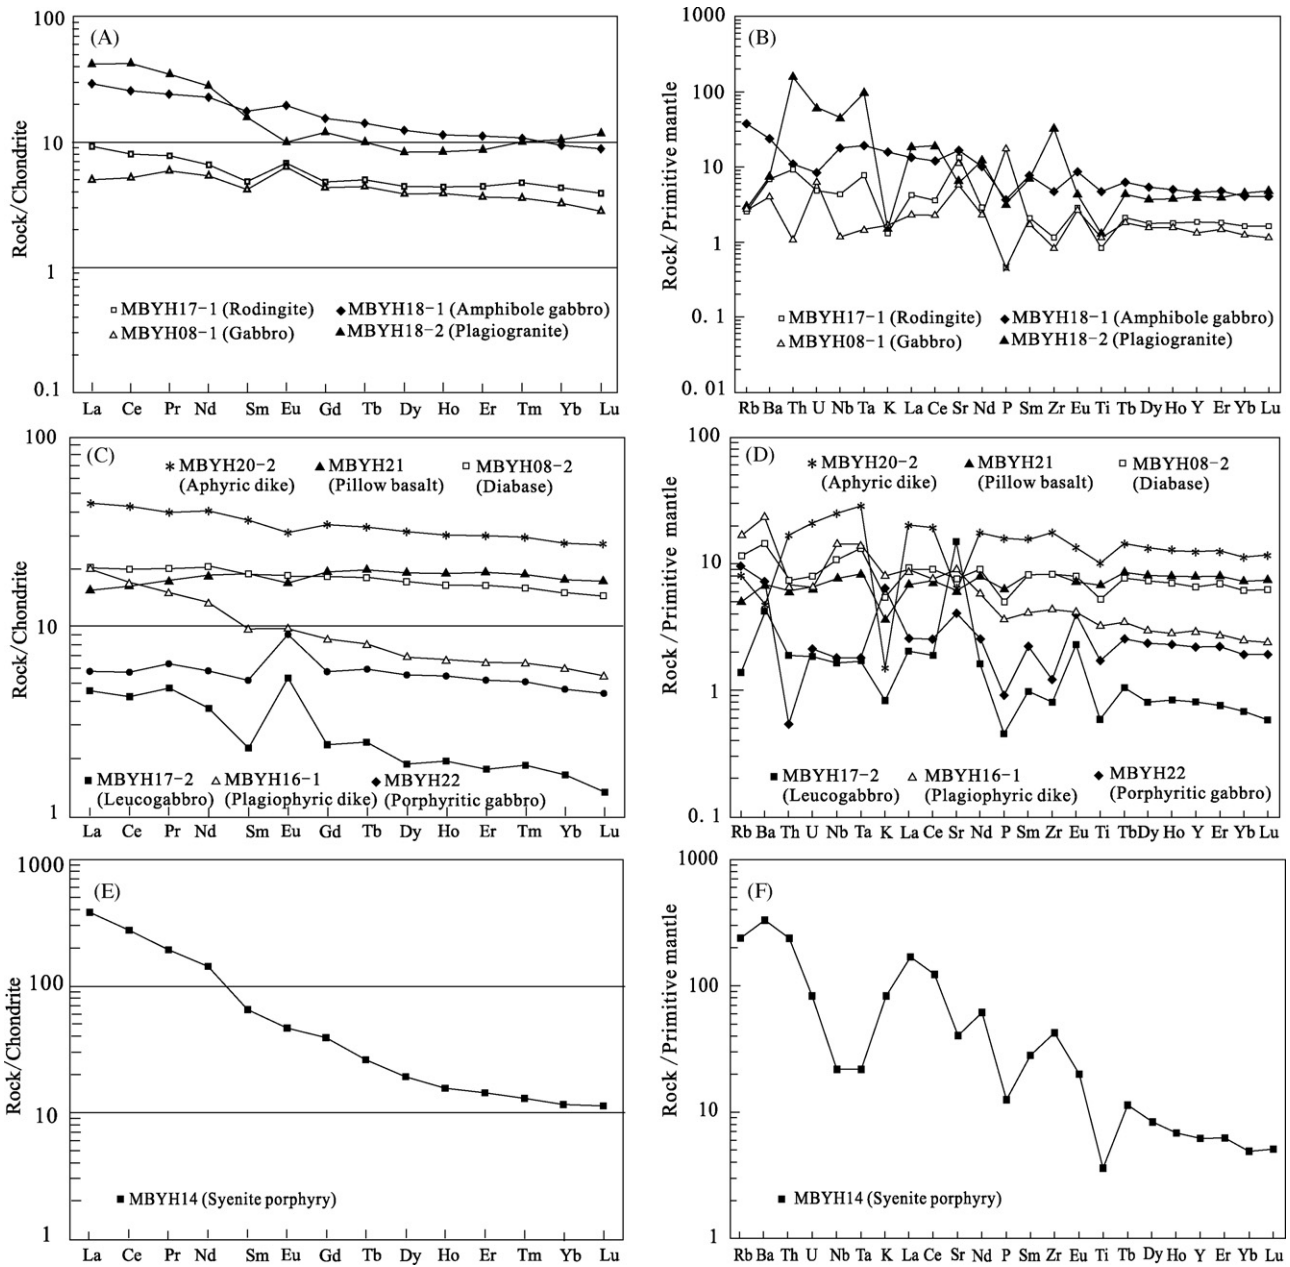 (A)
100
10
1
0.1
Rock/Chondrite
MBYH17-1 (Rodingite)
MBYH18-1 (Amphibole gabbro)
MBYH08-1 (Gabbro)
MBYH18-2 (Plagiogranite)
La Ce Pr Nd Sm Eu Gd Tb Dy Ho Er Tm Yb Lu
(B)
1000
100
10
1
0. 1
0. 01
Rock/Primitive mantle
MBYH17-1 (Rodingite)
MBYH18-1 (Amphibole gabbro)
MBYH08-1 (Gabbro)
MBYH18-2 (Plagiogranite)
Rb Ba Th U Nb Ta K La Ce Sr Nd P Sm Zr Eu Ti Tb Dy Ho Y Er Yb Lu
(C)
100
10
1
Rock/Chondrite
MBYH20-2
(Aphyric dike)
MBYH21
(Pillow basalt)
MBYH08-2
(Diabase)
MBYH17-2
(Leucogabbro)
MBYH16-1
(Plagiophyric dike)
MBYH22
(Porphyritic gabbro)
La Ce Pr Nd Sm Eu Gd Tb Dy Ho Er Tm Yb Lu
(D)
100
10
1
0. 1
Rock /Primitive mantle
MBYH20-2
(Aphyric dike)
MBYH21
(Pillow basalt)
MBYH08-2
(Diabase)
MBYH17-2
(Leucogabbro)
MBYH16-1
(Plagiophyric dike)
MBYH22
(Porphyritic gabbro)
Rb Ba Th U Nb Ta K La Ce Sr Nd P Sm Zr Eu Ti Tb Dy Ho Y Er Yb Lu
(E)
1000
100
10
1
Rock/Chondrite
MBYH14 (Syenite porphyry)
La Ce Pr Nd Sm Eu Gd Tb Dy Ho Er Tm Yb Lu
(F)
1000
100
10
1
Rock /Primitive mantle
MBYH14 (Syenite porphyry)
Rb Ba Th U Nb Ta K La Ce Sr Nd P Sm Zr Eu Ti Tb Dy Ho Y Er Yb Lu